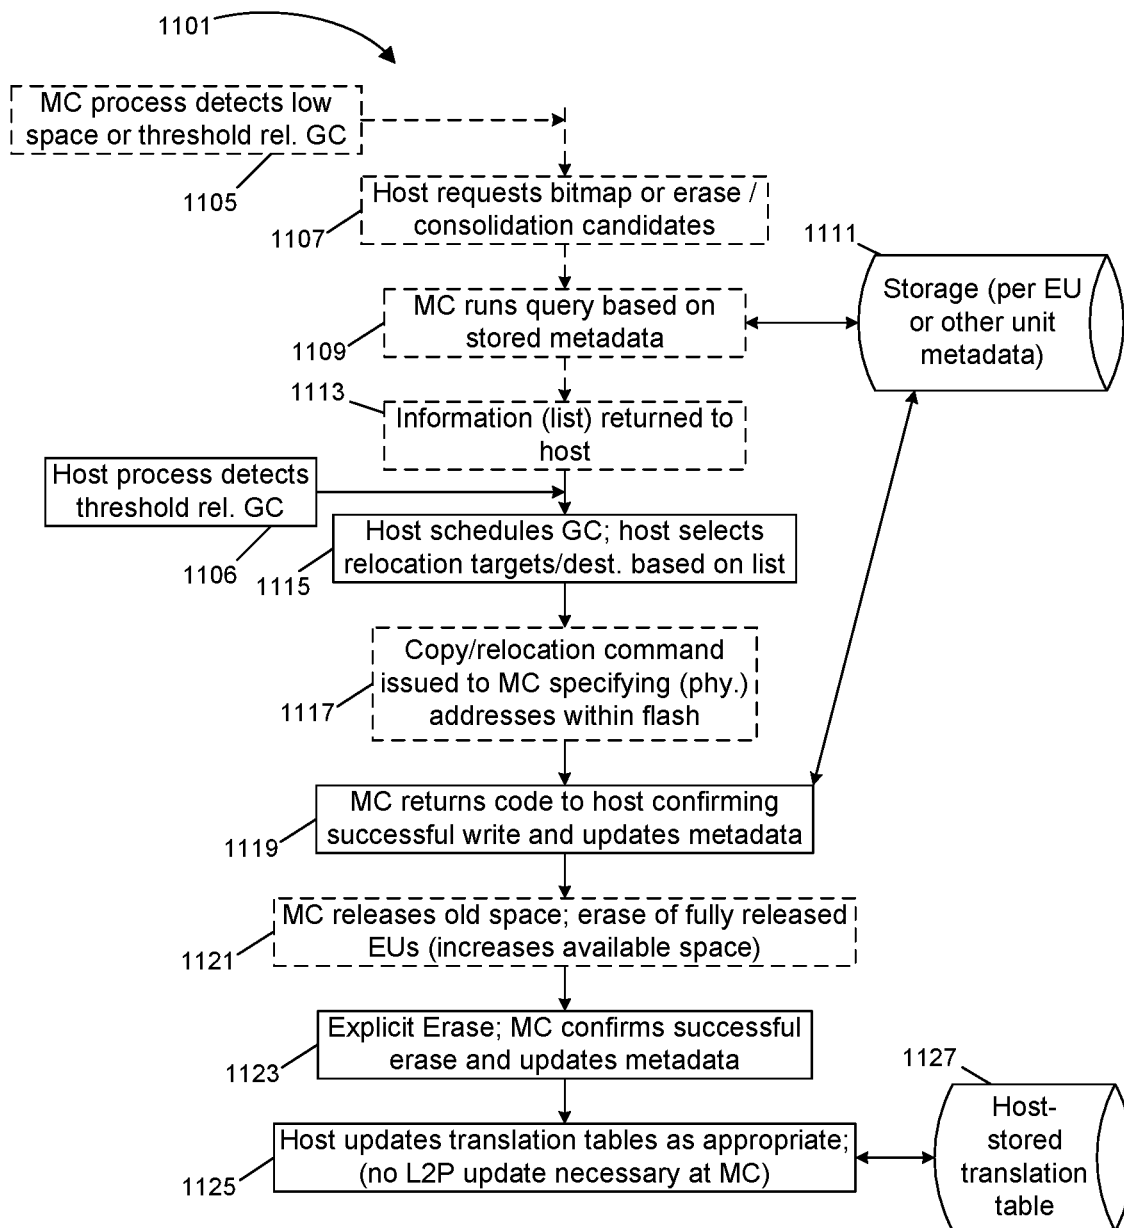 1101
MC process detects low
space or threshold rel. GC
1105
Host requests bitmap or erase /
consolidation candidates
1107
1111
Storage (per EU
or other unit
metadata)
MC runs query based on
stored metadata
1109
1113
Information (list) returned to
host
Host process detects
threshold rel. GC
1106
Host schedules GC; host selects
relocation targets/dest. based on list
1115
Copy/relocation command
issued to MC specifying (phy.)
addresses within flash
1117
MC returns code to host confirming
successful write and updates metadata
1119
MC releases old space; erase of fully released
EUs (increases available space)
1121
Explicit Erase; MC confirms successful
erase and updates metadata
1123
1127
Host-
stored
translation
table
Host updates translation tables as appropriate;
(no L2P update necessary at MC)
1125